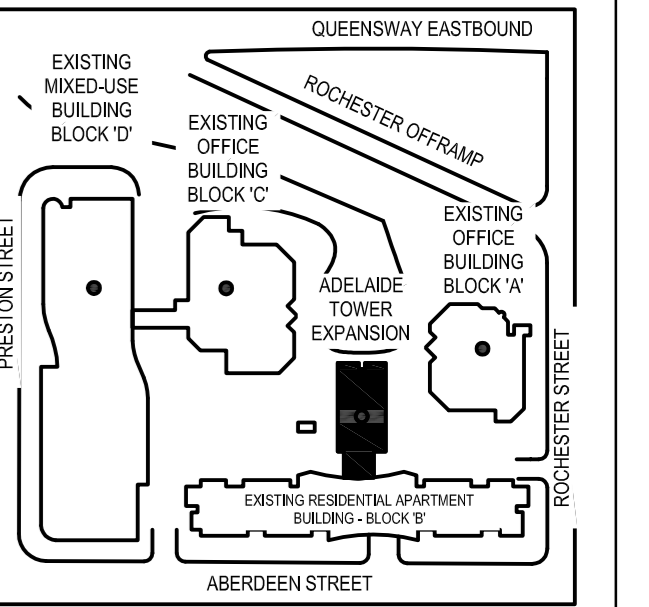 QUEENSWAY EASTBOUND
EXISTING
MIXED-USE
BUILDING
BLOCK 'D'
ROCHESTER OFFRAMP
EXISTING
OFFICE
BUILDING
BLOCK 'C'
EXISTING
OFFICE
BUILDING
BLOCK 'A'
PRESTON STREET
ADELAIDE
TOWER
EXPANSION
ROCHESTER STREET
EXISTING RESIDENTIAL APARTMENT
BUILDING - BLOCK 'B'
ABERDEEN STREET